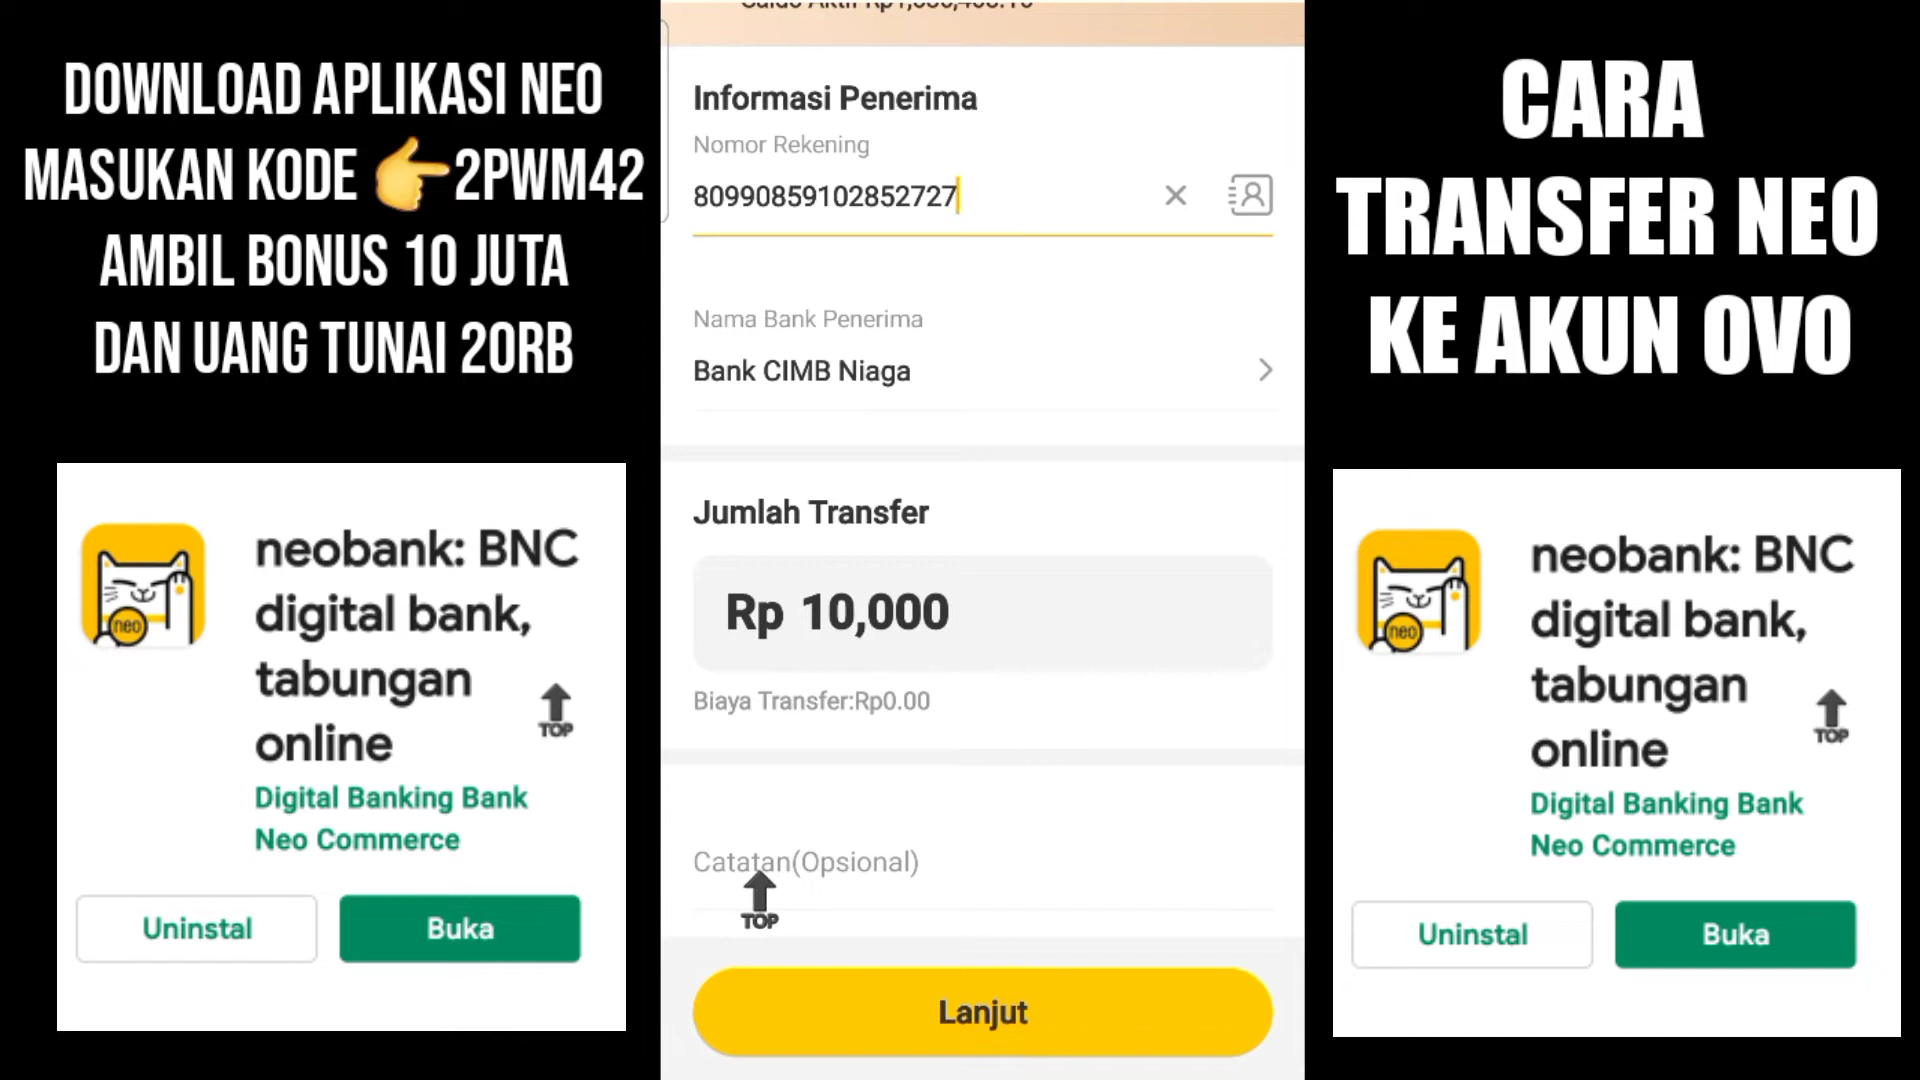 DOWNLOAD APLIKASI NEO
MASUKAN KODE 👉2PWM42
AMBIL BONUS 10 JUTA
DAN UANG TUNAI 20RB
neobank: BNC
digital bank,
tabungan
online
TOP
Digital Banking Bank
Neo Commerce
neo
Uninstal
Buka
Informasi Penerima
Nomor Rekening
80990859102852727
Nama Bank Penerima
Bank CIMB Niaga
Jumlah Transfer
Rp 10,000
Biaya Transfer:Rp0.00
Catatan(Opsional)
TOP
Lanjut
CARA
TRANSFER NEO
KE AKUN OVO
neobank: BNC
digital bank,
tabungan
online
TOP
Digital Banking Bank
Neo Commerce
neo
Uninstal
Buka